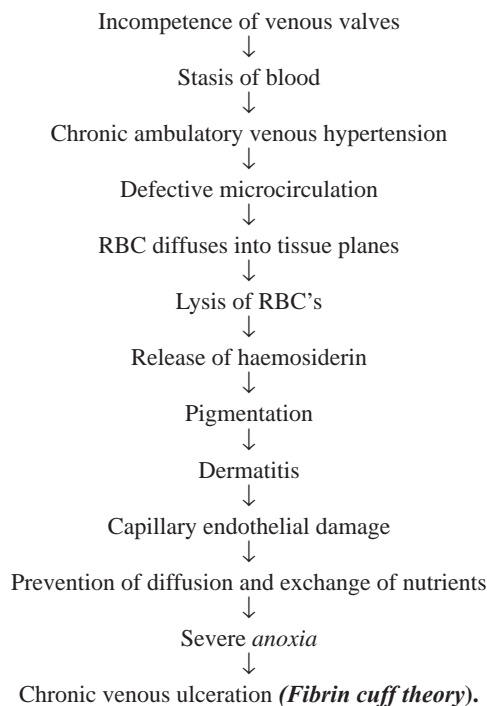 Incompetence of venous valves
↓
Stasis of blood
↓
Chronic ambulatory venous hypertension
↓
Defective microcirculation
↓
RBC diffuses into tissue planes
↓
Lysis of RBC's
↓
Release of haemosiderin
↓
Pigmentation
↓
Dermatitis
↓
Capillary endothelial damage
↓
Prevention of diffusion and exchange of nutrients
↓
Severe anoxia
↓
Chronic venous ulceration (Fibrin cuff theory).